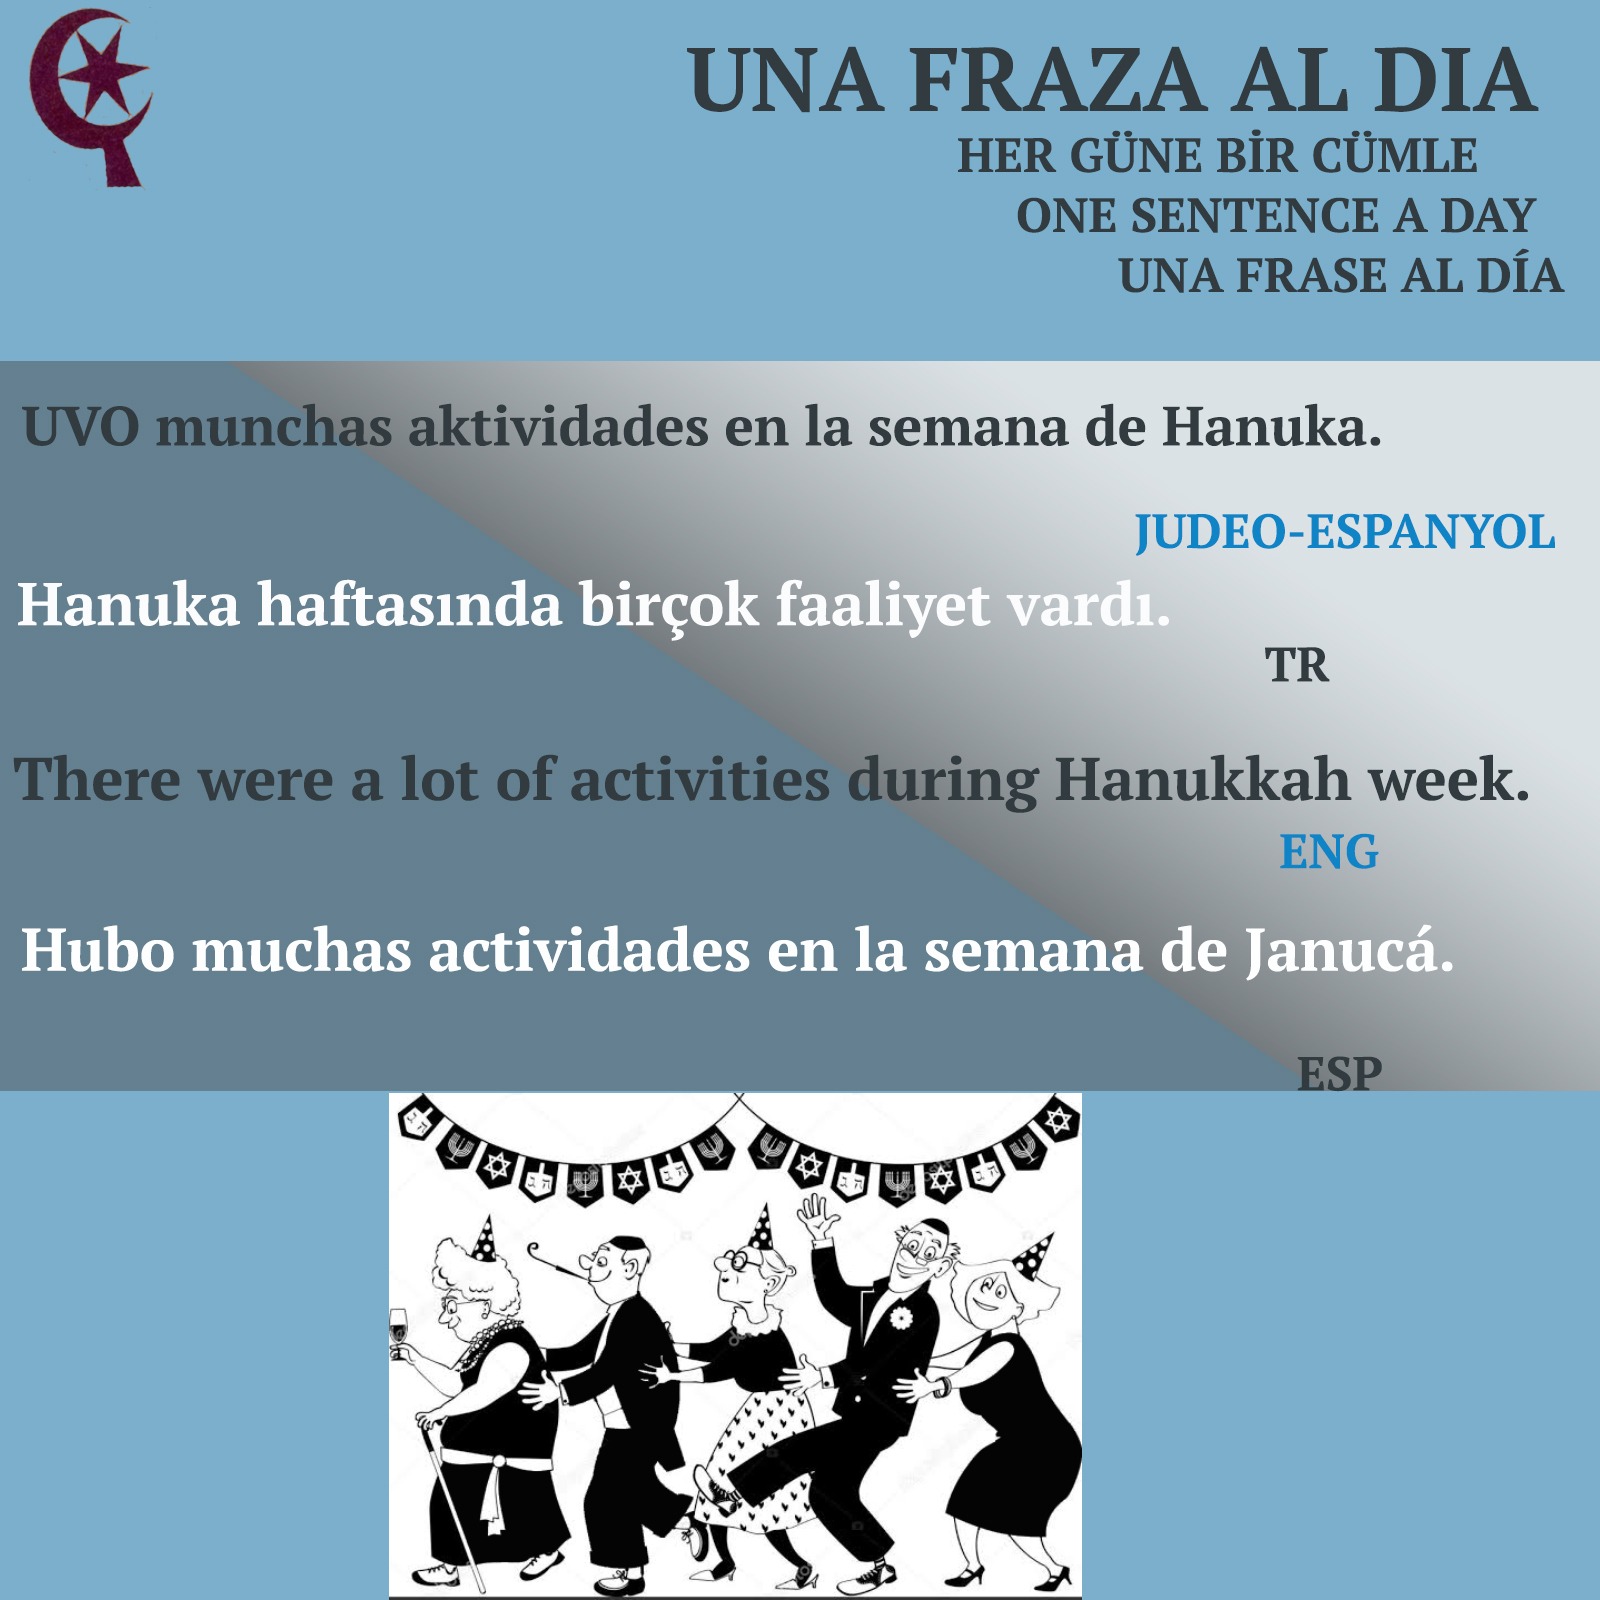 UNA FRAZA AL DIA
HER GÜNE BİR CÜMLE
ONE SENTENCE A DAY
UNA FRASE AL DÍA
UVO munchas aktividades en la semana de Hanuka.
JUDEO-ESPANYOL
Hanuka haftasında birçok faaliyet vardı.
TR
There were a lot of activities during Hanukkah week.
ENG
Hubo muchas actividades en la semana de Janucá.
ESP